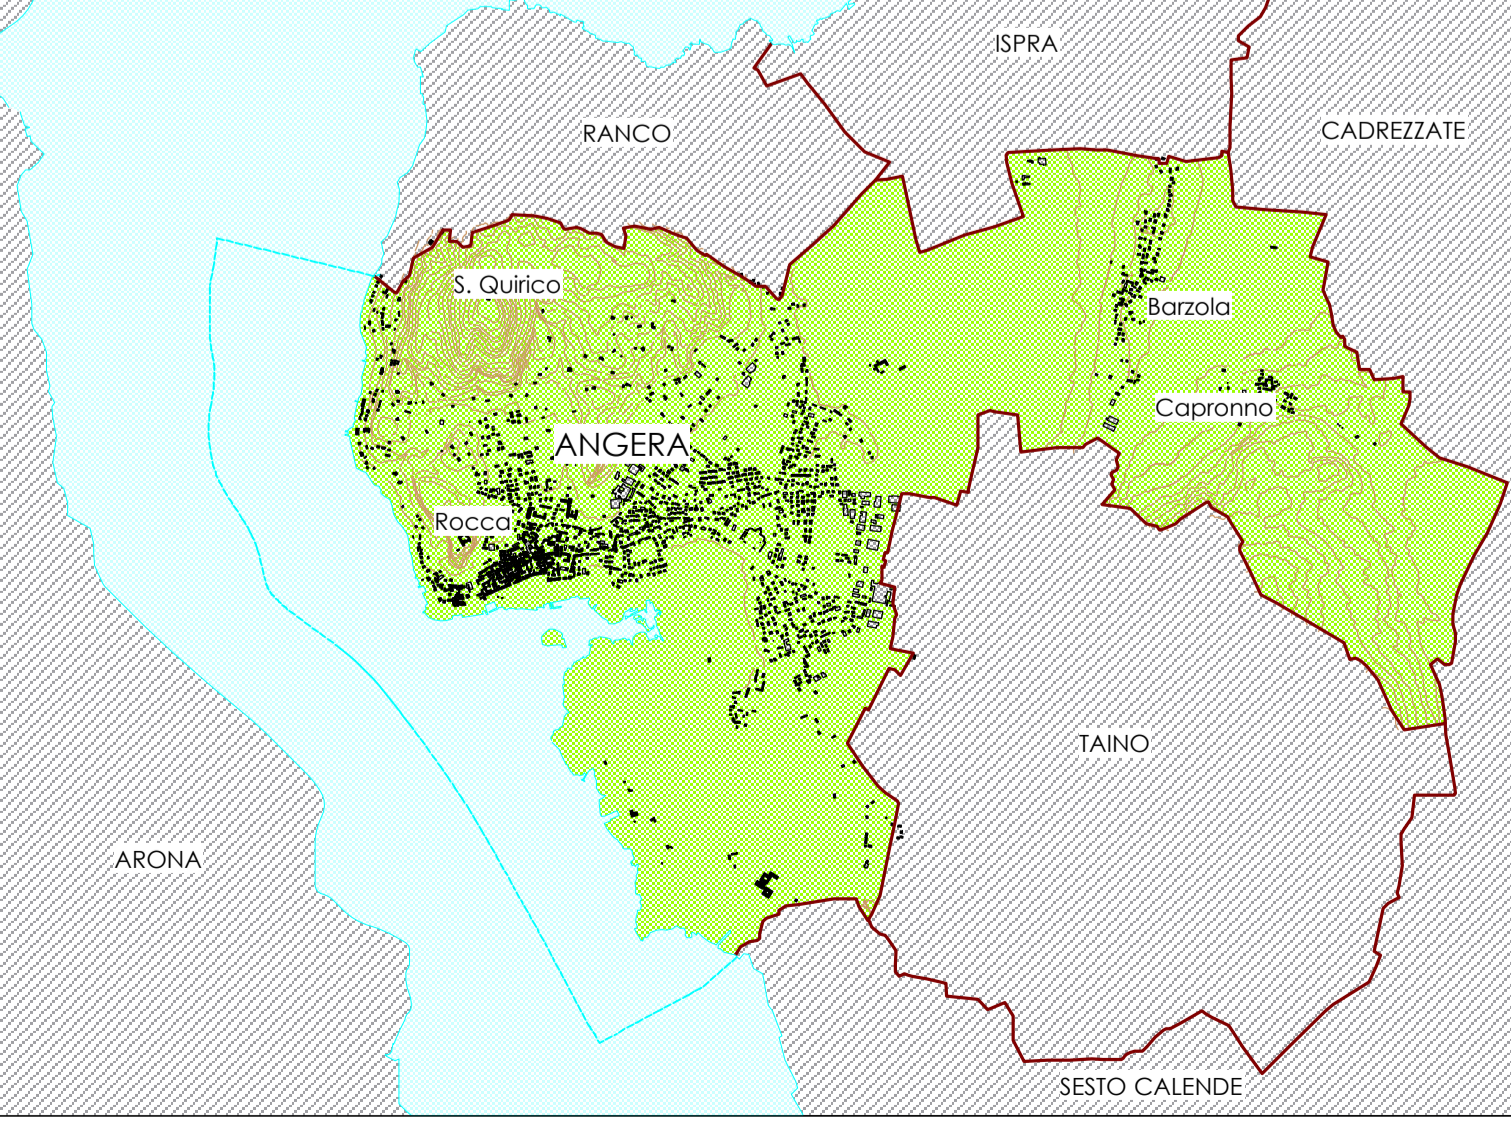 ISPRA
RANCO
CADREZZATE
S. Quirico
Barzola
Capronno
ANGERA
Rocca
TAINO
ARONA
SESTO CALENDE